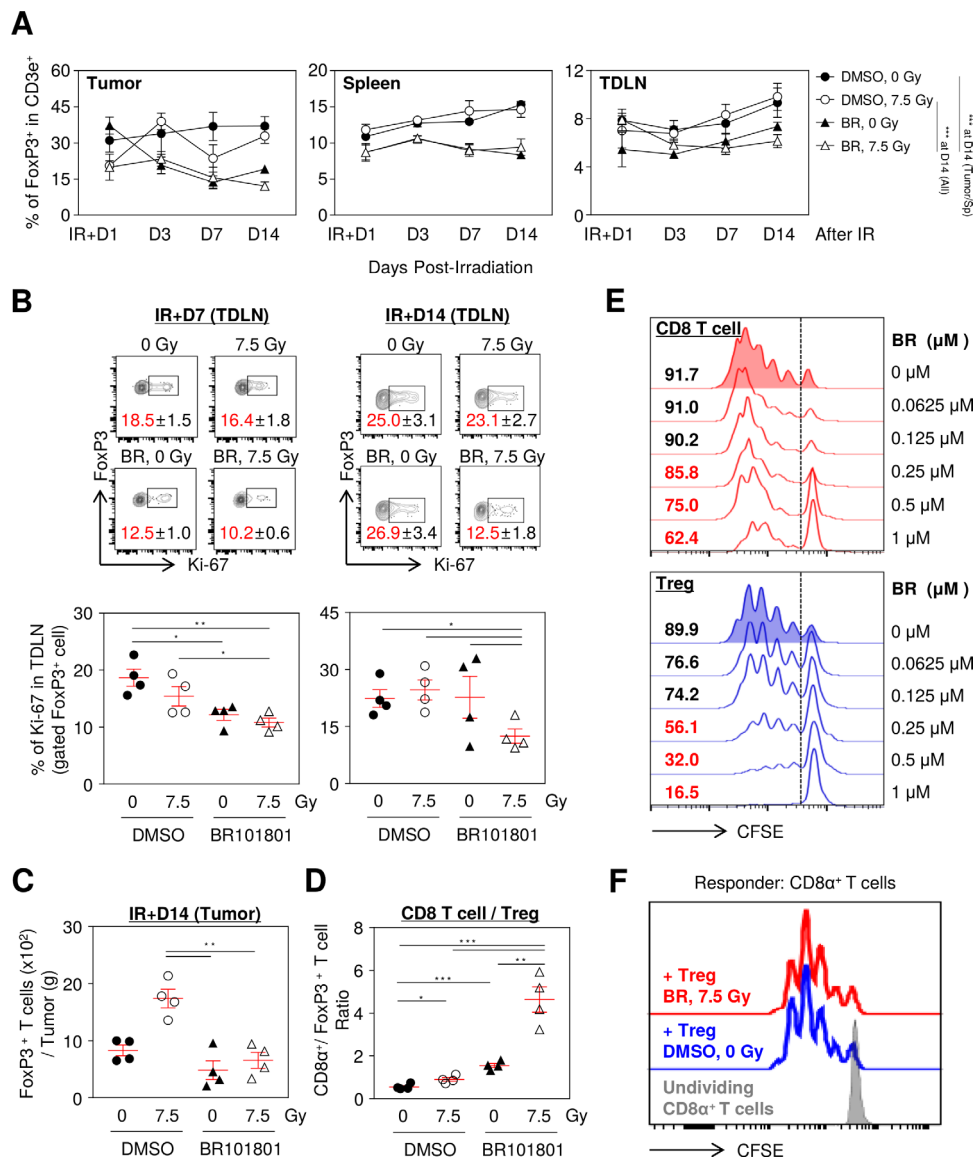 A
% of FoxP3⁺ in CD3e⁺
Tumor
60
45
30
15
0
IR+D1 D3 D7 D14
Spleen
20
15
10
5
0
IR+D1 D3 D7 D14
TDLN
12
8
4
0
IR+D1 D3 D7 D14
After IR
Days Post-Irradiation
DMSO, 0 Gy
DMSO, 7.5 Gy
BR, 0 Gy
BR, 7.5 Gy
*** at D14 (All)
*** at D14 (Tumor/Sp)
B
IR+D7 (TDLN)
0 Gy 7.5 Gy
18.5±1.5 16.4±1.8
BR, 0 Gy BR, 7.5 Gy
12.5±1.0 10.2±0.6
FoxP3
Ki-67
IR+D14 (TDLN)
0 Gy 7.5 Gy
25.0±3.1 23.1±2.7
BR, 0 Gy BR, 7.5 Gy
26.9±3.4 12.5±1.8
FoxP3
Ki-67
% of Ki-67 in TDLN
(gated FoxP3⁺ cell)
30
20
10
0
**
*
*
0 7.5 0 7.5 Gy
DMSO BR101801
45
30
15
0
*
0 7.5 0 7.5 Gy
DMSO BR101801
C
IR+D14 (Tumor)
FoxP3⁺ T cells (x10²)
/ Tumor (g)
30
20
10
0
**
0 7.5 0 7.5 Gy
DMSO BR101801
D
CD8 T cell / Treg
CD8α⁺/ FoxP3⁺ T cell
Ratio
8
6
4
2
0
***
**
***
*
0 7.5 0 7.5 Gy
DMSO BR101801
E
CD8 T cell
BR (µM)
91.7 0 µM
91.0 0.0625 µM
90.2 0.125 µM
85.8 0.25 µM
75.0 0.5 µM
62.4 1 µM
Treg
BR (µM)
89.9 0 µM
76.6 0.0625 µM
74.2 0.125 µM
56.1 0.25 µM
32.0 0.5 µM
16.5 1 µM
CFSE
F
Responder: CD8α⁺ T cells
+ Treg
BR, 7.5 Gy
+ Treg
DMSO, 0 Gy
Undividing
CD8α⁺ T cells
CFSE